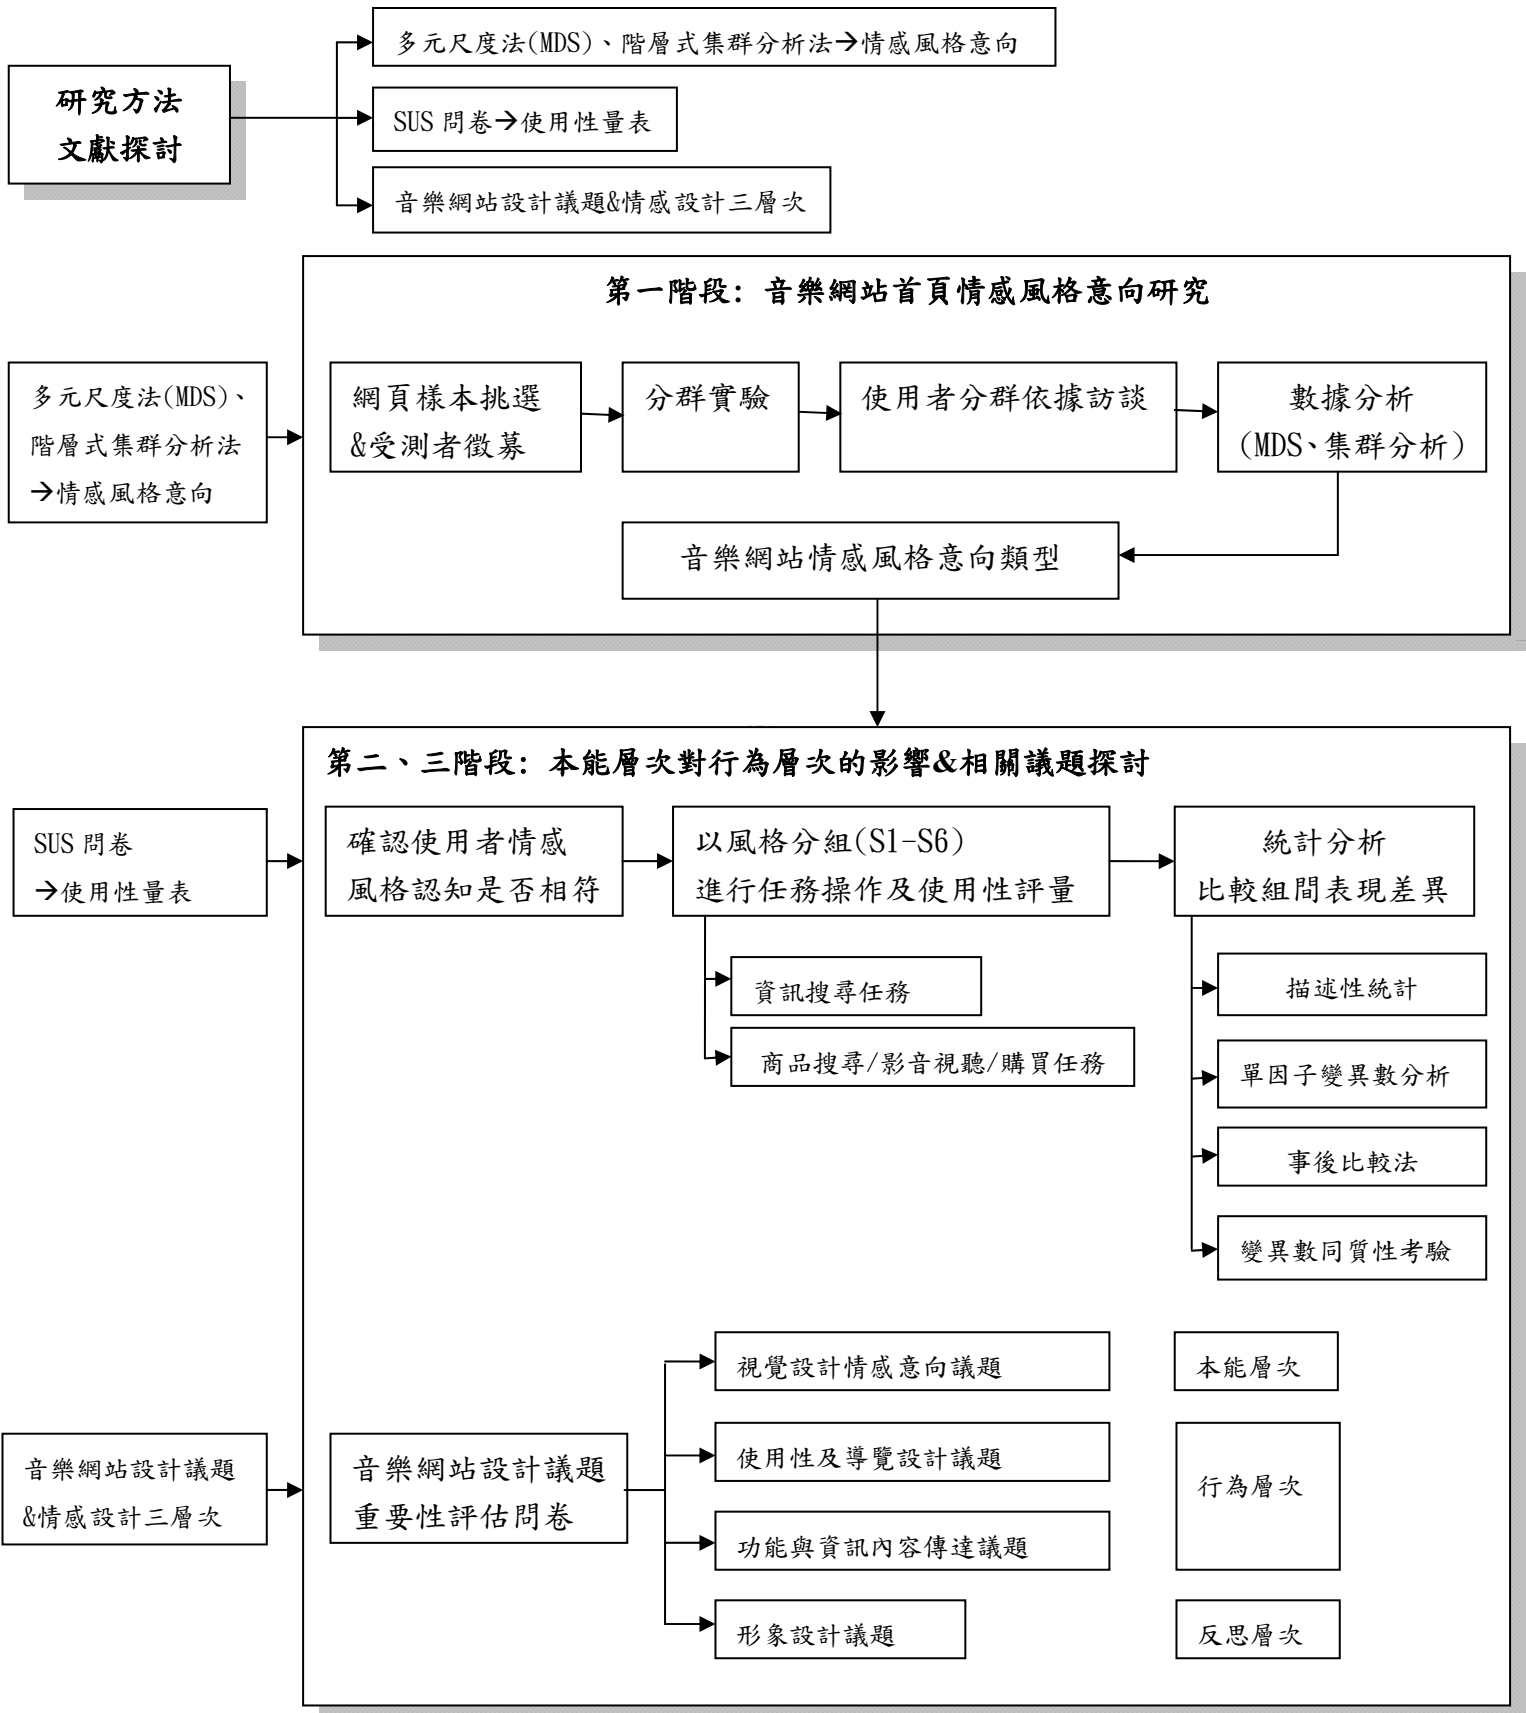 研究方法
文獻探討
多元尺度法(MDS)、階層式集群分析法→情感風格意向
SUS 問卷→使用性量表
音樂網站設計議題&情感設計三層次
第一階段: 音樂網站首頁情感風格意向研究
多元尺度法(MDS)、
階層式集群分析法
→情感風格意向
網頁樣本挑選
&受測者徵募
分群實驗
使用者分群依據訪談
數據分析
(MDS、集群分析)
音樂網站情感風格意向類型
第二、三階段: 本能層次對行為層次的影響&相關議題探討
SUS 問卷
→使用性量表
確認使用者情感
風格認知是否相符
以風格分組(S1-S6)
進行任務操作及使用性評量
統計分析
比較組間表現差異
資訊搜尋任務
商品搜尋/影音視聽/購買任務
描述性統計
單因子變異數分析
事後比較法
變異數同質性考驗
音樂網站設計議題
&情感設計三層次
音樂網站設計議題
重要性評估問卷
視覺設計情感意向議題
本能層次
使用性及導覽設計議題
行為層次
功能與資訊內容傳達議題
形象設計議題
反思層次